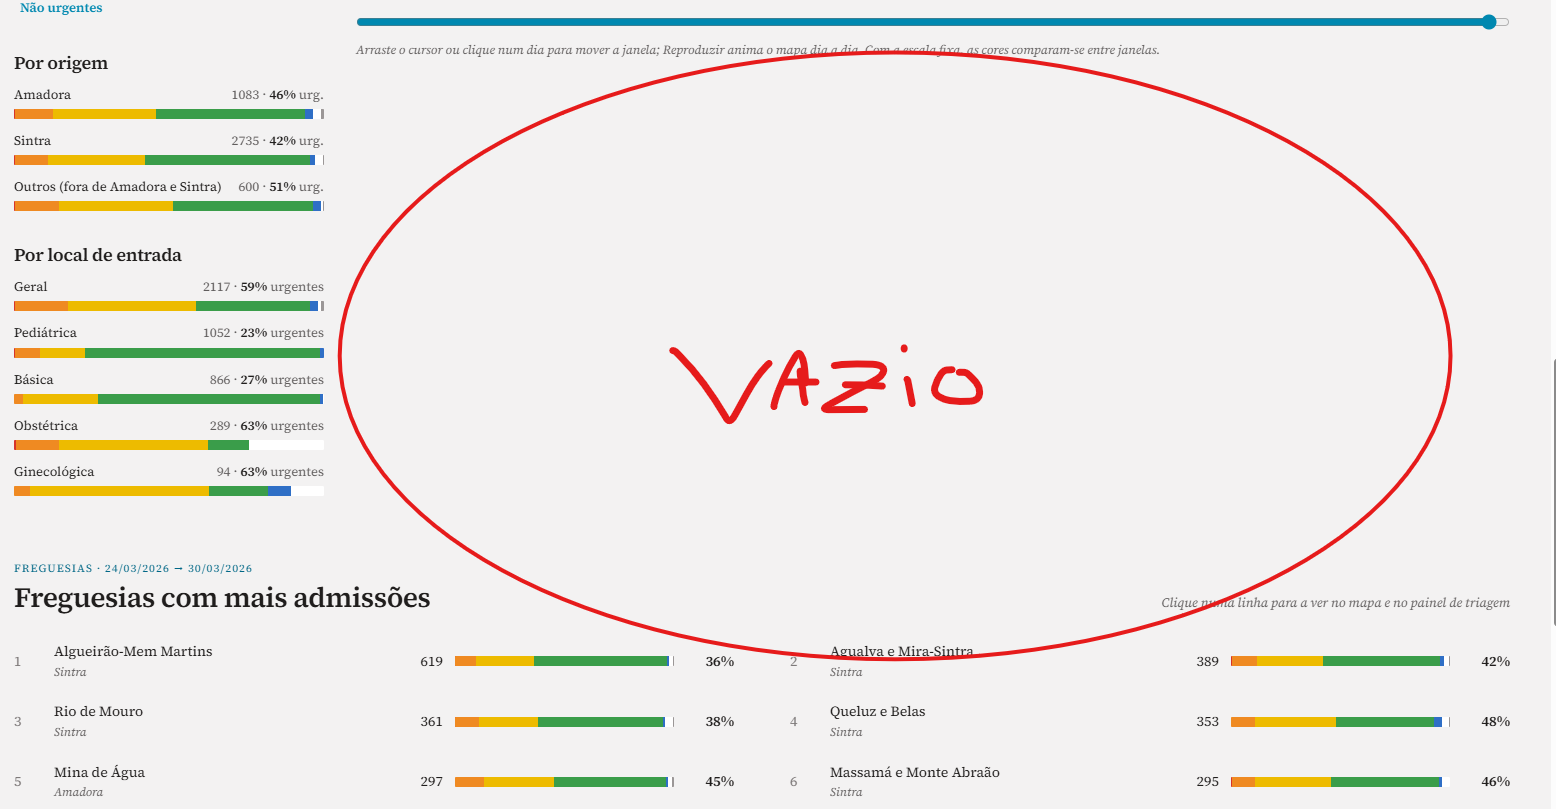 Não urgentes
Arraste o cursor ou clique num dia para mover a janela; Reproduzir anima o mapa dia a dia. Com a escala fixa, as cores comparam-se entre janelas.
Por origem
Amadora 1083 · 46% urg.
Sintra 2735 · 42% urg.
Outros (fora de Amadora e Sintra) 600 · 51% urg.
Por local de entrada
Geral 2117 · 59% urgentes
Pediátrica 1052 · 23% urgentes
VAZiO
Básica 866 · 27% urgentes
Obstétrica 289 · 63% urgentes
Ginecológica 94 · 63% urgentes
FREGUESIAS · 24/03/2026 → 30/03/2026
Freguesias com mais admissões
Clique numa linha para a ver no mapa e no painel de triagem
1 Algueirão-Mem Martins 619 36%
Sintra
2 Agualva e Mira-Sintra 389 42%
Sintra
3 Rio de Mouro 361 38%
Sintra
4 Queluz e Belas 353 48%
Sintra
5 Mina de Água 297 45%
Amadora
6 Massamá e Monte Abraão 295 46%
Sintra